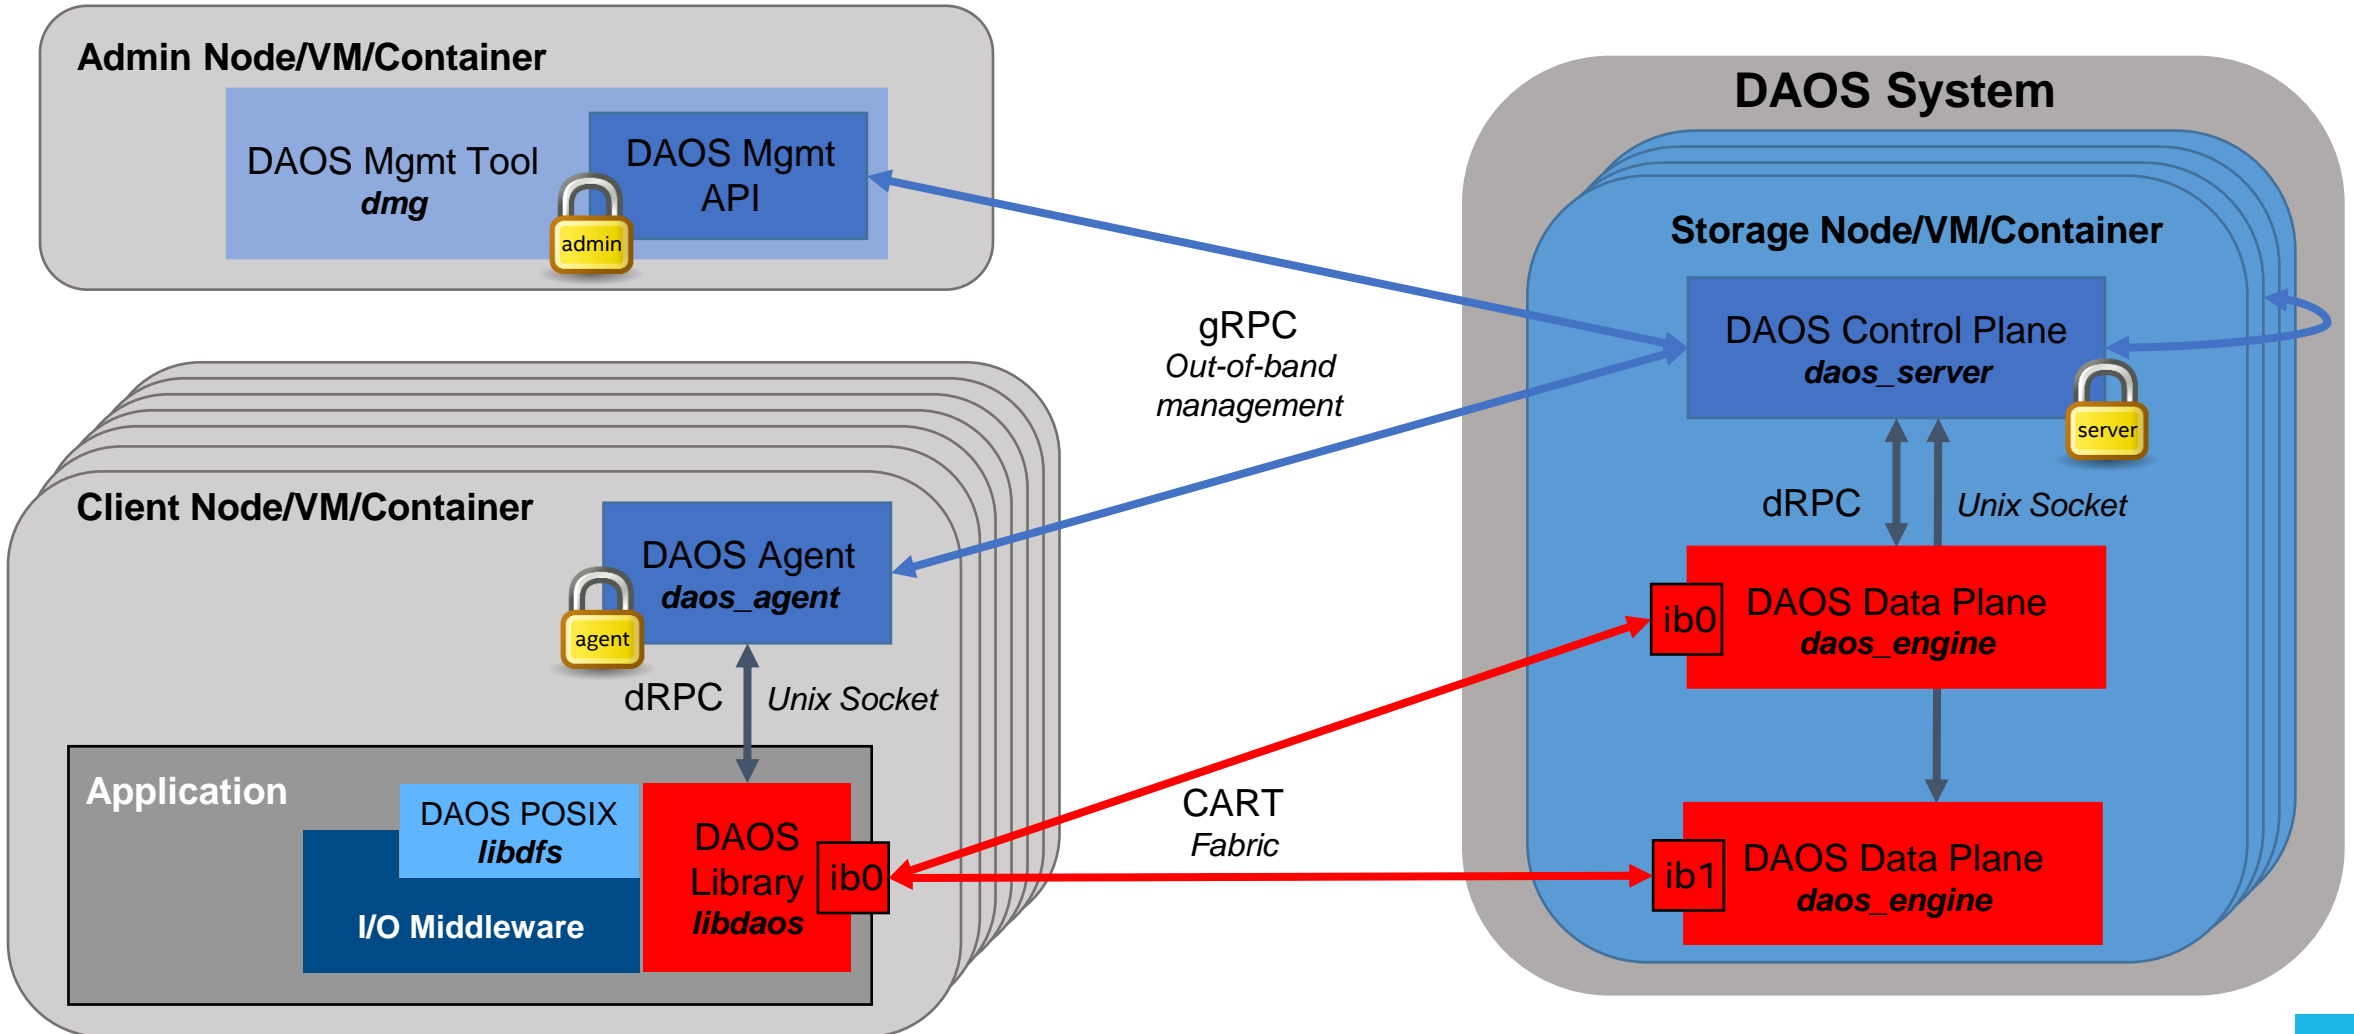 Admin Node/VM/Container
DAOS Mgmt Tool
dmg
DAOS Mgmt
API
admin
gRPC
Out-of-band
management
DAOS System
Storage Node/VM/Container
DAOS Control Plane
daos_server
server
dRPC
Unix Socket
ib0
DAOS Data Plane
daos_engine
ib1
DAOS Data Plane
daos_engine
Client Node/VM/Container
DAOS Agent
daos_agent
agent
dRPC
Unix Socket
Application
DAOS POSIX
libdfs
I/O Middleware
DAOS
Library
libdaos
ib0
CART
Fabric